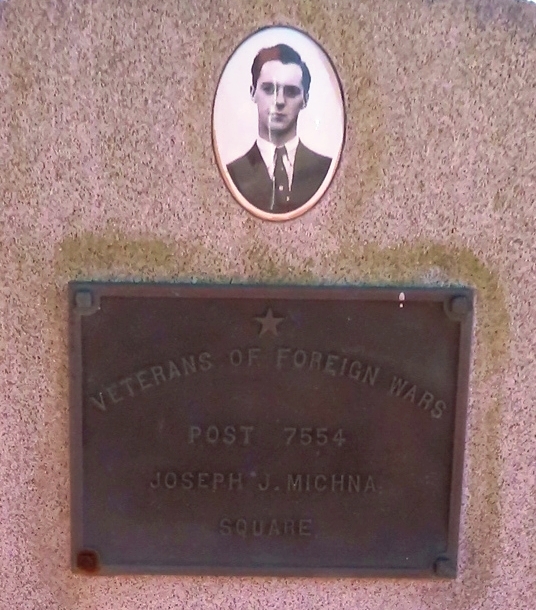 VETERANS OF FOREIGN WARS
POST 7554
JOSEPH J. MICHNA
SQUARE